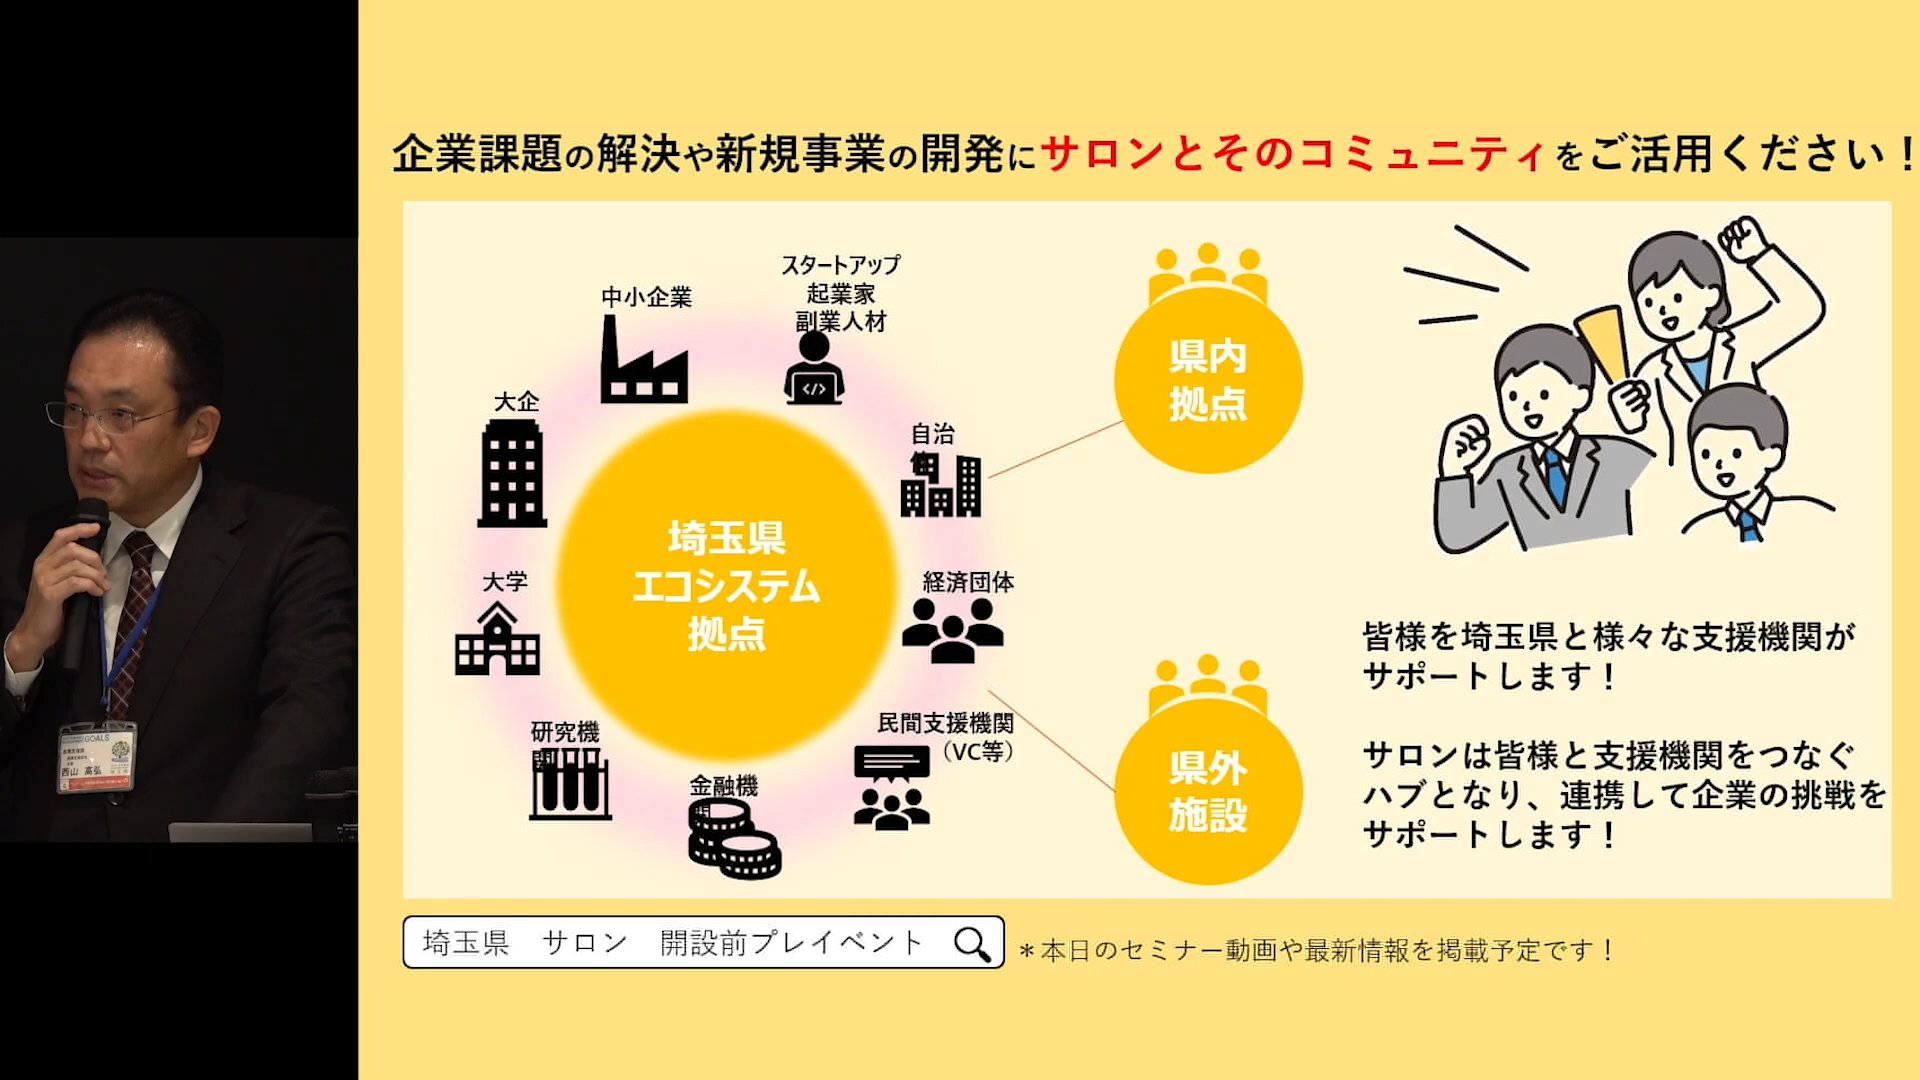 企業課題の解決や新規事業の開発にサロンとそのコミュニティをご活用ください！
スタートアップ
起業家
副業人材
中小企業
大企
自治
大学
経済団体
研究機
関
民間支援機関
（VC等）
金融機
関
埼玉県
エコシステム
拠点
県内
拠点
県外
施設
皆様を埼玉県と様々な支援機関が
サポートします！
サロンは皆様と支援機関をつなぐ
ハブとなり、連携して企業の挑戦を
サポートします！
埼玉県　サロン　開設前プレイベント
＊本日のセミナー動画や最新情報を掲載予定です！
GOALS
西山 高弘